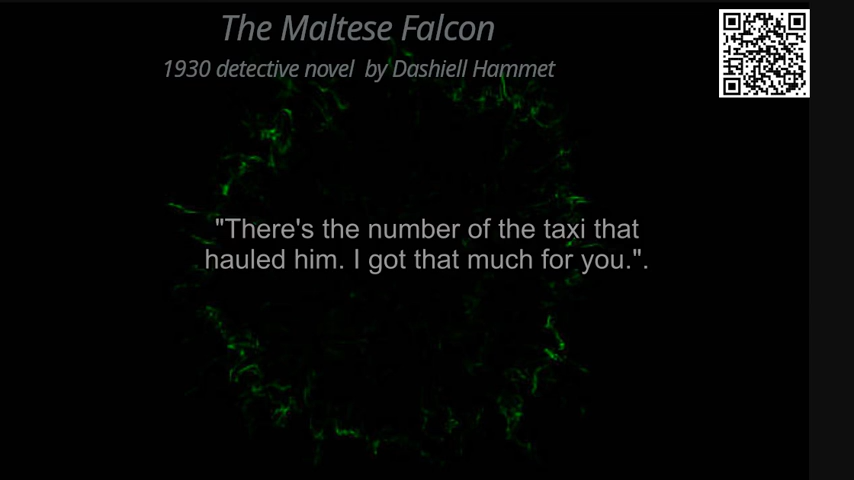 The Maltese Falcon
1930 detective novel  by Dashiell Hammet
"There's the number of the taxi that
hauled him. I got that much for you.".